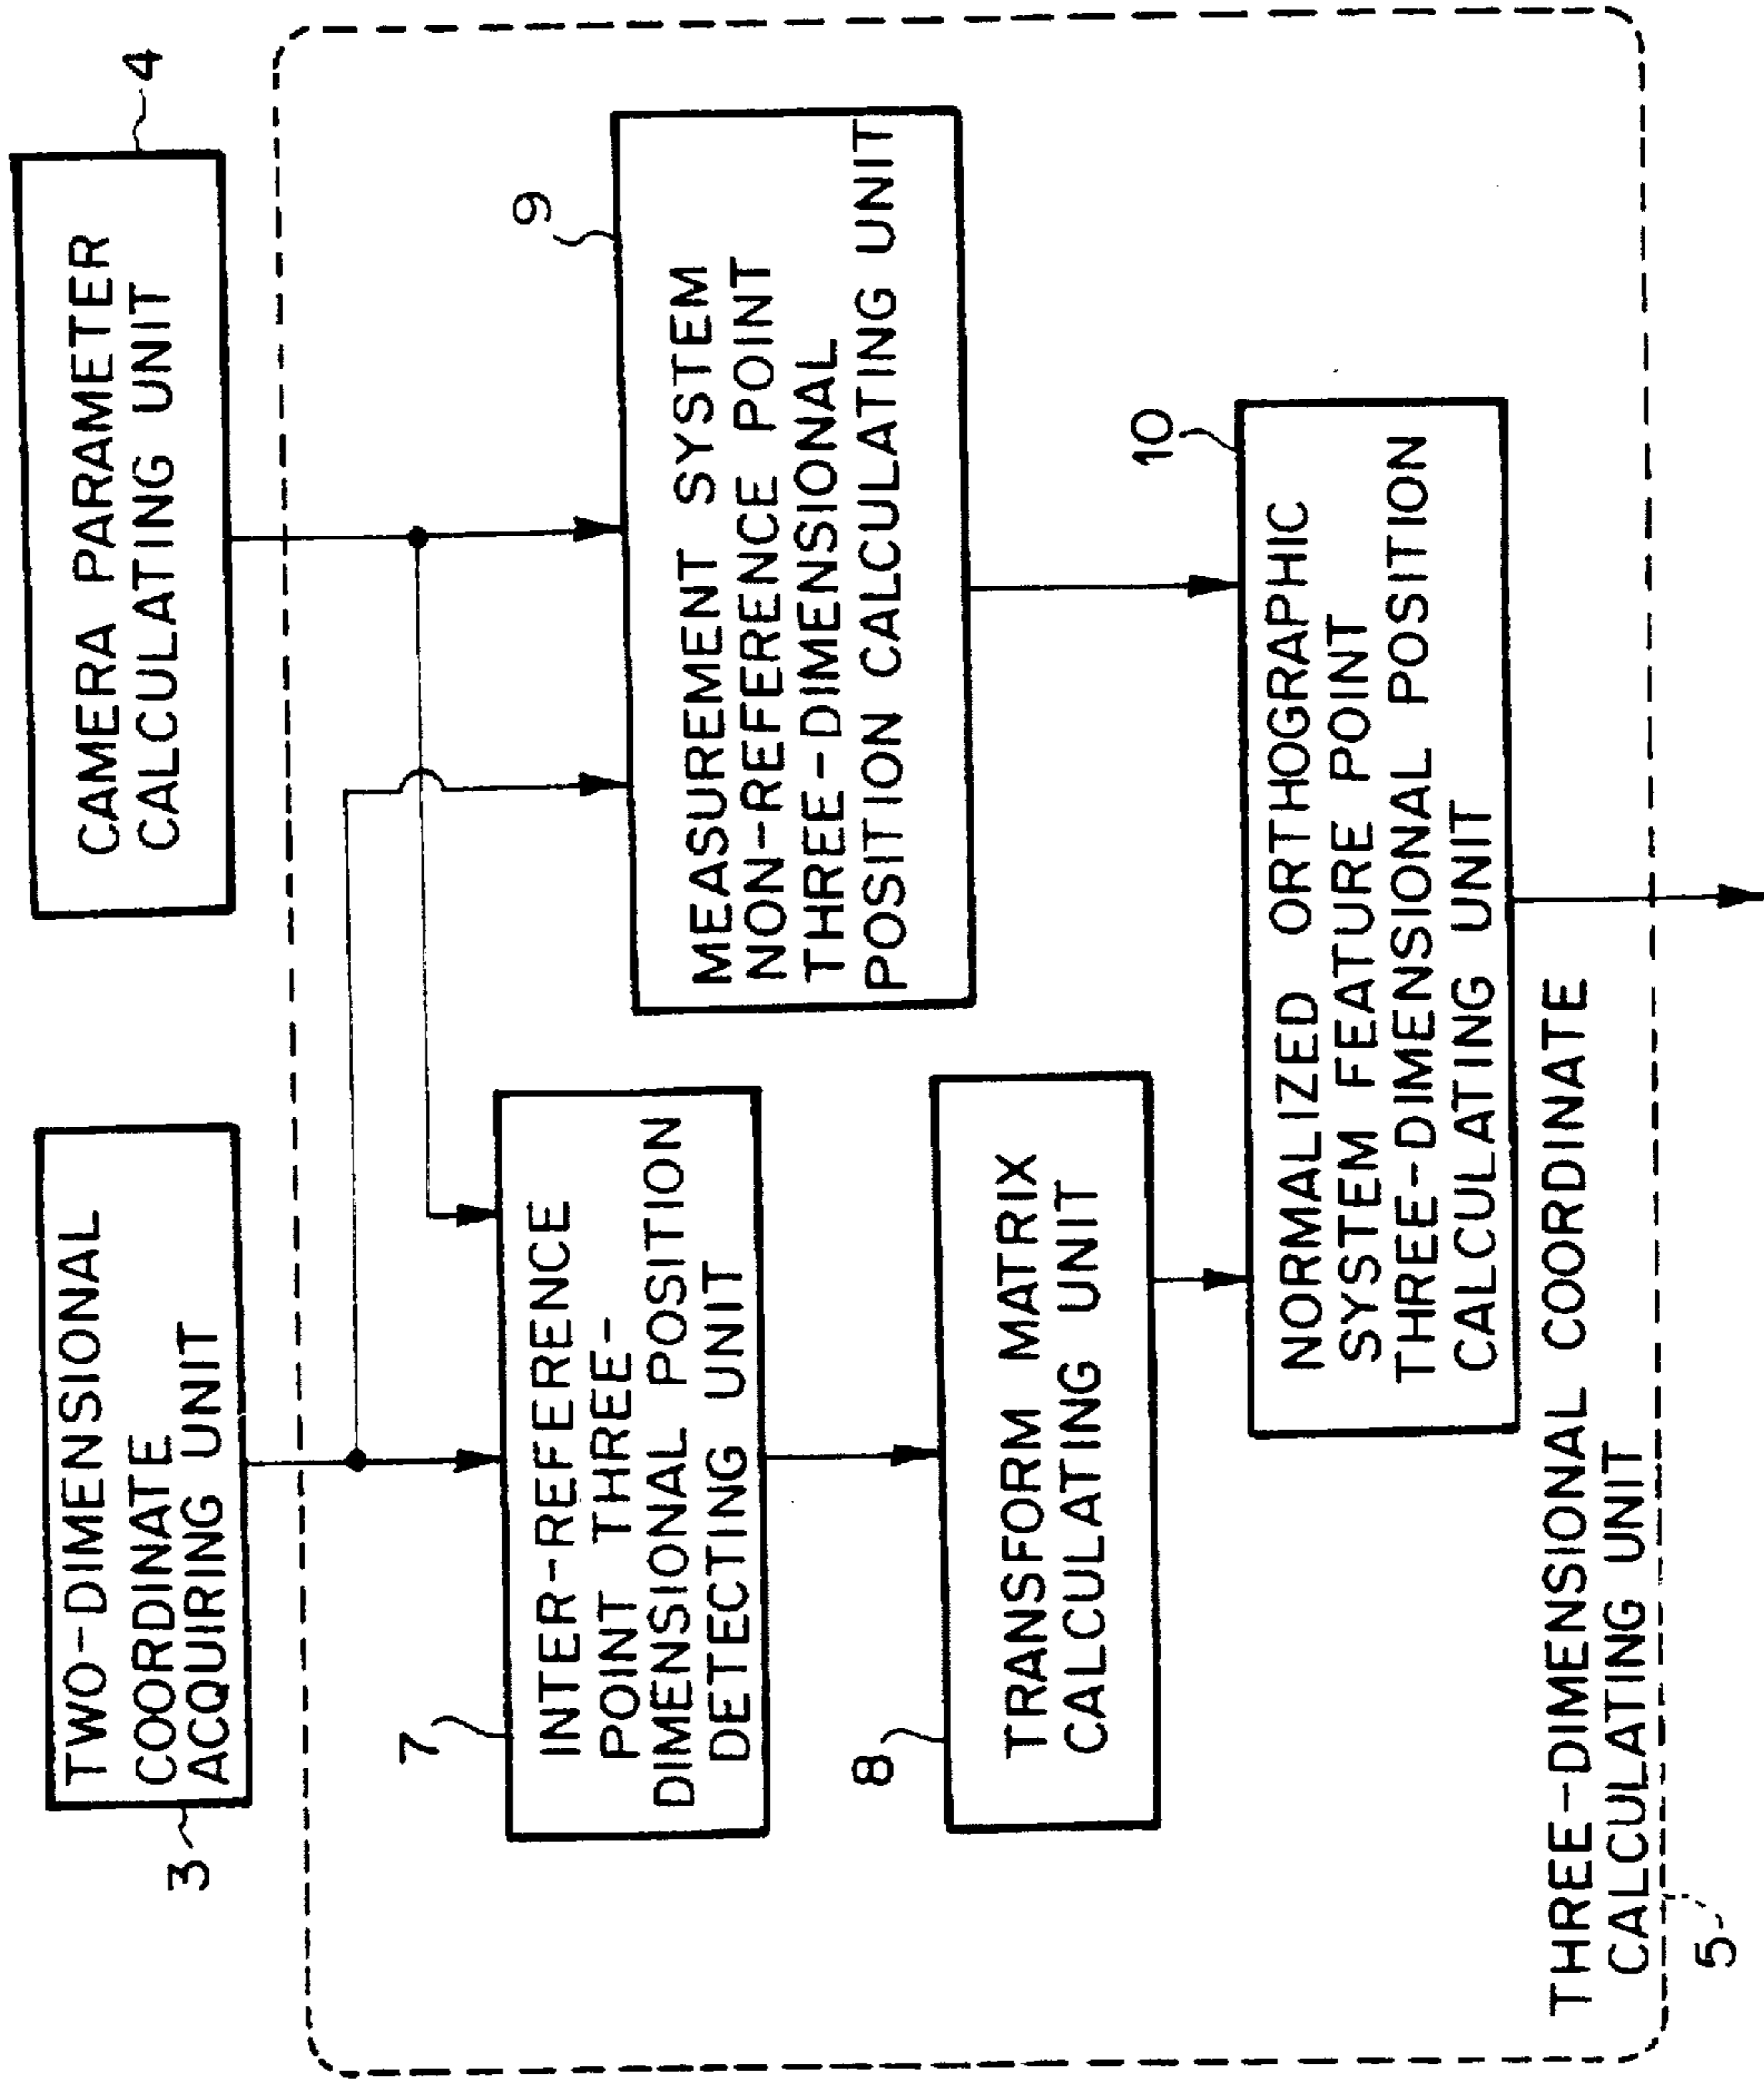 TWO-DIMENSIONAL
COORDINATE
ACQUIRING UNIT
3
CAMERA PARAMETER
CALCULATING UNIT
4
7
INTER-REFERENCE
POINT THREE-
DIMENSIONAL POSITION
DETECTING UNIT
9
MEASUREMENT SYSTEM
NON-REFERENCE POINT
THREE-DIMENSIONAL
POSITION CALCULATING UNIT
8
TRANSFORM MATRIX
CALCULATING UNIT
10
NORMALIZED ORTHOGRAPHIC
SYSTEM FEATURE POINT
THREE-DIMENSIONAL POSITION
CALCULATING UNIT
THREE-DIMENSIONAL COORDINATE
CALCULATING UNIT
5